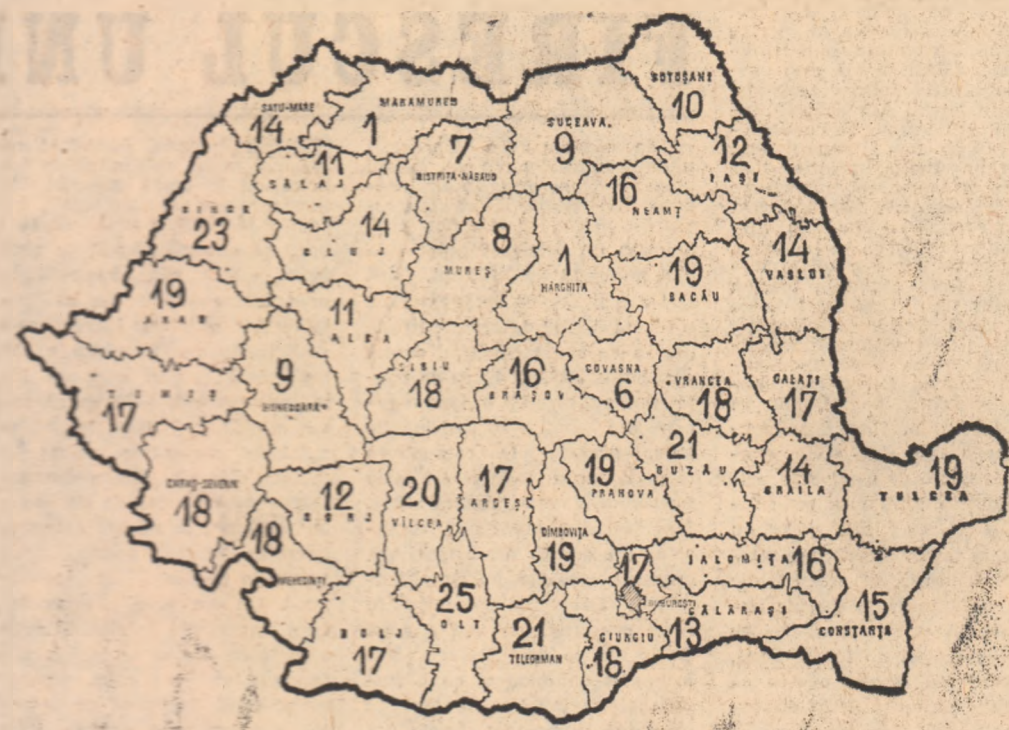 BOTOȘANI
10
SATU-MARE
14
MARAMUREȘ
1
SUCEAVA
9
7
BISTRIȚA-NĂSĂUD
12
IAȘI
11
SĂLAJ
16
NEAMȚ
BIHOR
23
14
CLUJ
8
MUREȘ
1
HARGHITA
19
BACĂU
14
VASLUI
19
ARAD
11
ALBA
9
HUNEDOARA
SIBIU
18
16
BRAȘOV
COVASNA
6
VRANCEA
18
GALAȚI
17
TIMIȘ
17
CARAȘ-SEVERIN
18
12
GORJ
20
VÎLCEA
17
ARGEȘ
19
PRAHOVA
21
BUZĂU
14
BRĂILA
19
TULCEA
18
MEHEDINȚI
DÎMBOVIȚA
19
17
IALOMIȚA
16
CĂLĂRAȘI
13
15
CONSTANȚA
DOLJ
17
25
OLT
21
TELEORMAN
GIURGIU
18